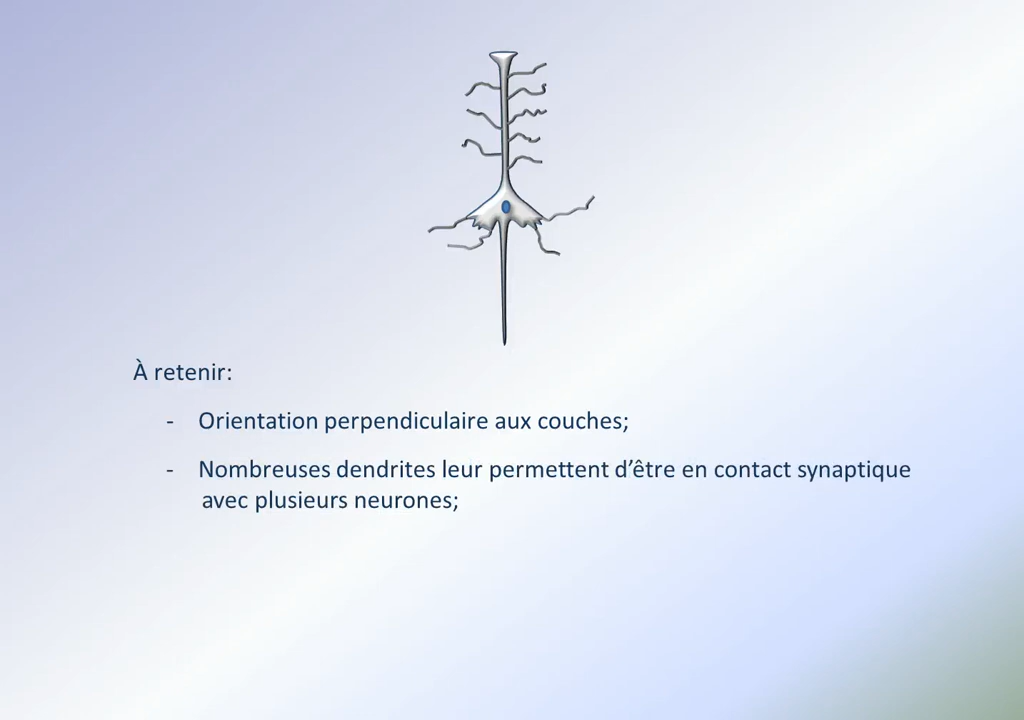 À retenir:
- Orientation perpendiculaire aux couches;
- Nombreuses dendrites leur permettent d’être en contact synaptique
avec plusieurs neurones;